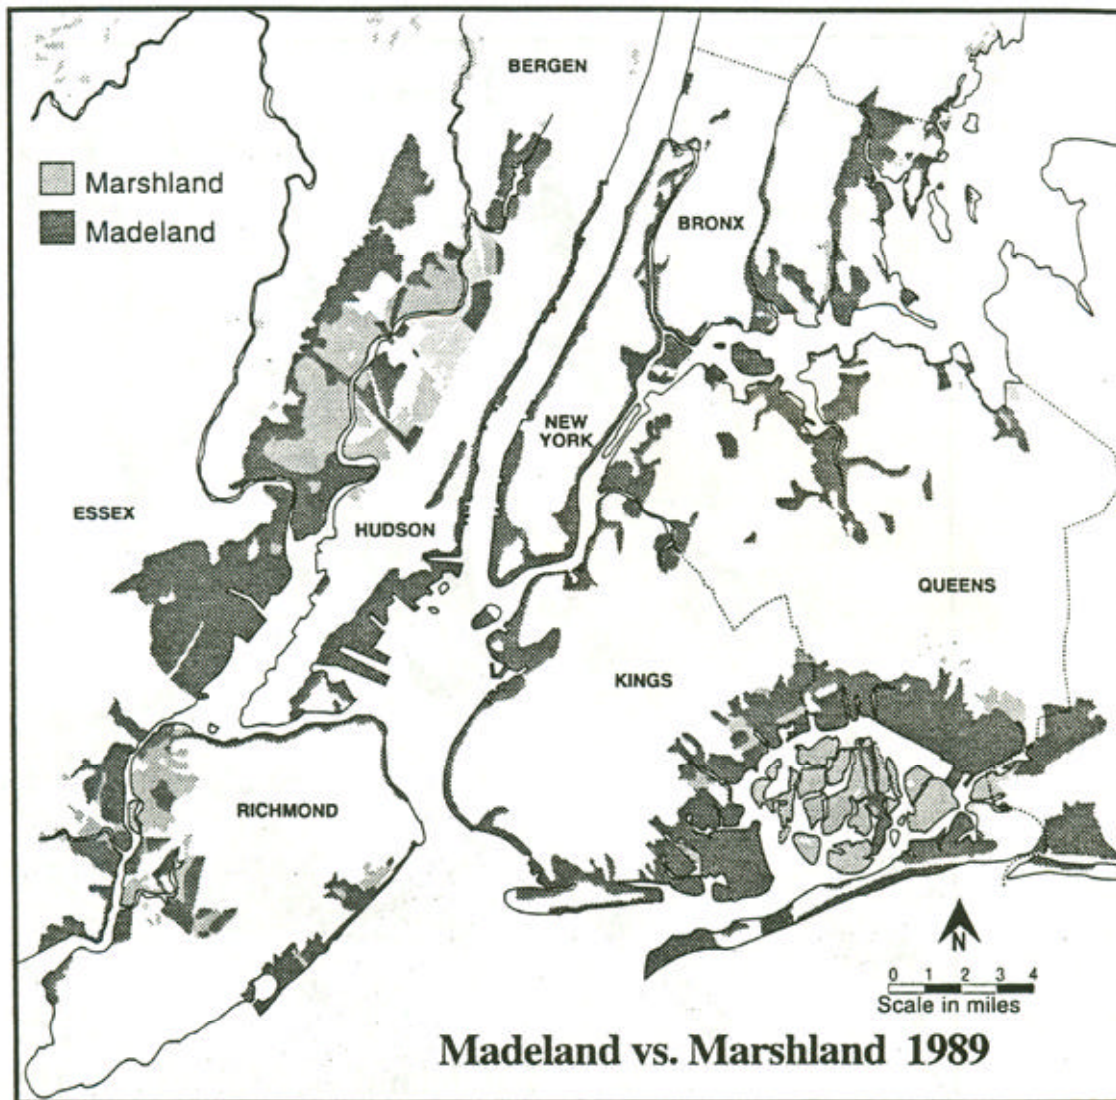 BERGEN
Marshland
Madeland
BRONX
NEW
YORK
ESSEX
HUDSON
QUEENS
KINGS
RICHMOND
N
0 1 2 3 4
Scale in miles
Madeland vs. Marshland 1989